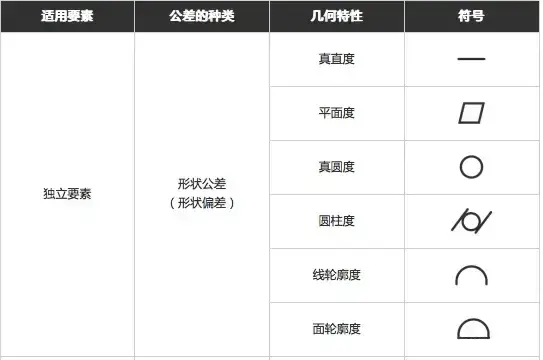 适用要素 公差的种类 几何特性 符号
独立要素
形状公差
（形状偏差）
真直度
平面度
真圆度
圆柱度
线轮廓度
面轮廓度